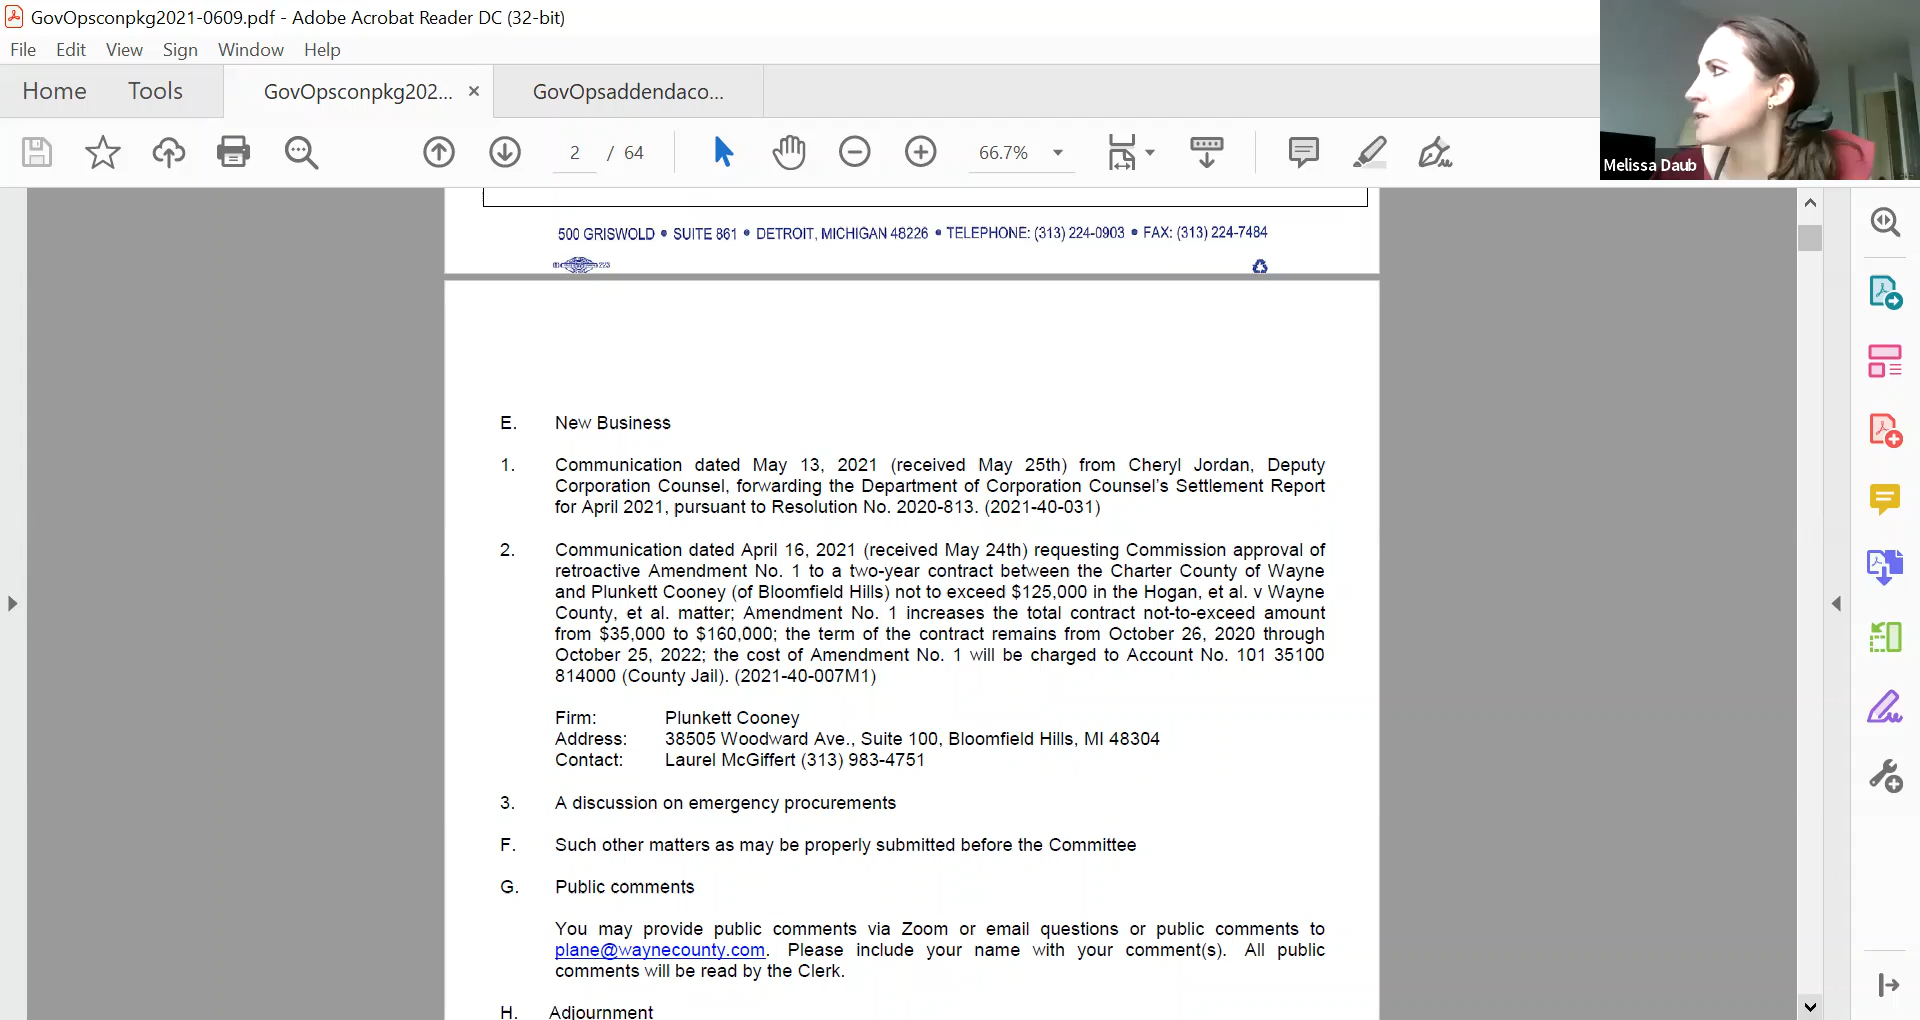 GovOpsconpkg2021-0609.pdf - Adobe Acrobat Reader DC (32-bit)
File Edit View Sign Window Help
Home Tools GovOpsconpkg202... × GovOpsaddendaco...
2 / 64 66.7%
Melissa Daub
500 GRISWOLD • SUITE 861 • DETROIT, MICHIGAN 48226 • TELEPHONE: (313) 224-0903 • FAX: (313) 224-7484
E. New Business
1. Communication dated May 13, 2021 (received May 25th) from Cheryl Jordan, Deputy
Corporation Counsel, forwarding the Department of Corporation Counsel's Settlement Report
for April 2021, pursuant to Resolution No. 2020-813. (2021-40-031)
2. Communication dated April 16, 2021 (received May 24th) requesting Commission approval of
retroactive Amendment No. 1 to a two-year contract between the Charter County of Wayne
and Plunkett Cooney (of Bloomfield Hills) not to exceed $125,000 in the Hogan, et al. v Wayne
County, et al. matter; Amendment No. 1 increases the total contract not-to-exceed amount
from $35,000 to $160,000; the term of the contract remains from October 26, 2020 through
October 25, 2022; the cost of Amendment No. 1 will be charged to Account No. 101 35100
814000 (County Jail). (2021-40-007M1)
Firm: Plunkett Cooney
Address: 38505 Woodward Ave., Suite 100, Bloomfield Hills, MI 48304
Contact: Laurel McGiffert (313) 983-4751
3. A discussion on emergency procurements
F. Such other matters as may be properly submitted before the Committee
G. Public comments
You may provide public comments via Zoom or email questions or public comments to
plane@waynecounty.com. Please include your name with your comment(s). All public
comments will be read by the Clerk.
H. Adjournment